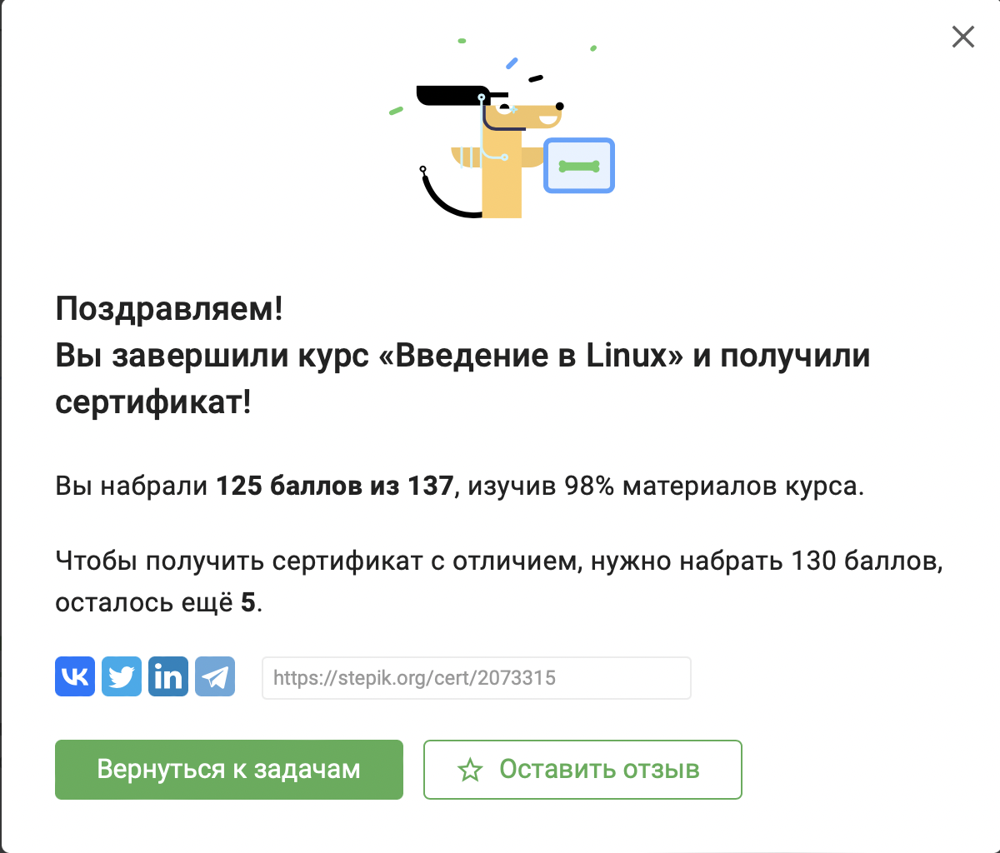 Поздравляем!
Вы завершили курс «Введение в Linux» и получили
сертификат!
Вы набрали 125 баллов из 137, изучив 98% материалов курса.
Чтобы получить сертификат с отличием, нужно набрать 130 баллов,
осталось ещё 5.
https://stepik.org/cert/2073315
Вернуться к задачам
Оставить отзыв